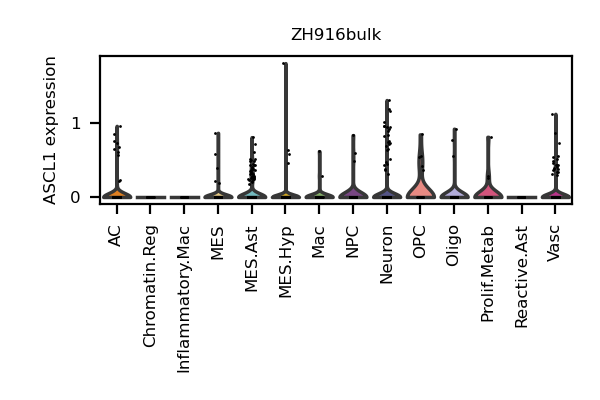 ZH916bulk
ASCL1 expression
1
0
AC
Chromatin.Reg
Inflammatory.Mac
MES
MES.Ast
MES.Hyp
Mac
NPC
Neuron
OPC
Oligo
Prolif.Metab
Reactive.Ast
Vasc